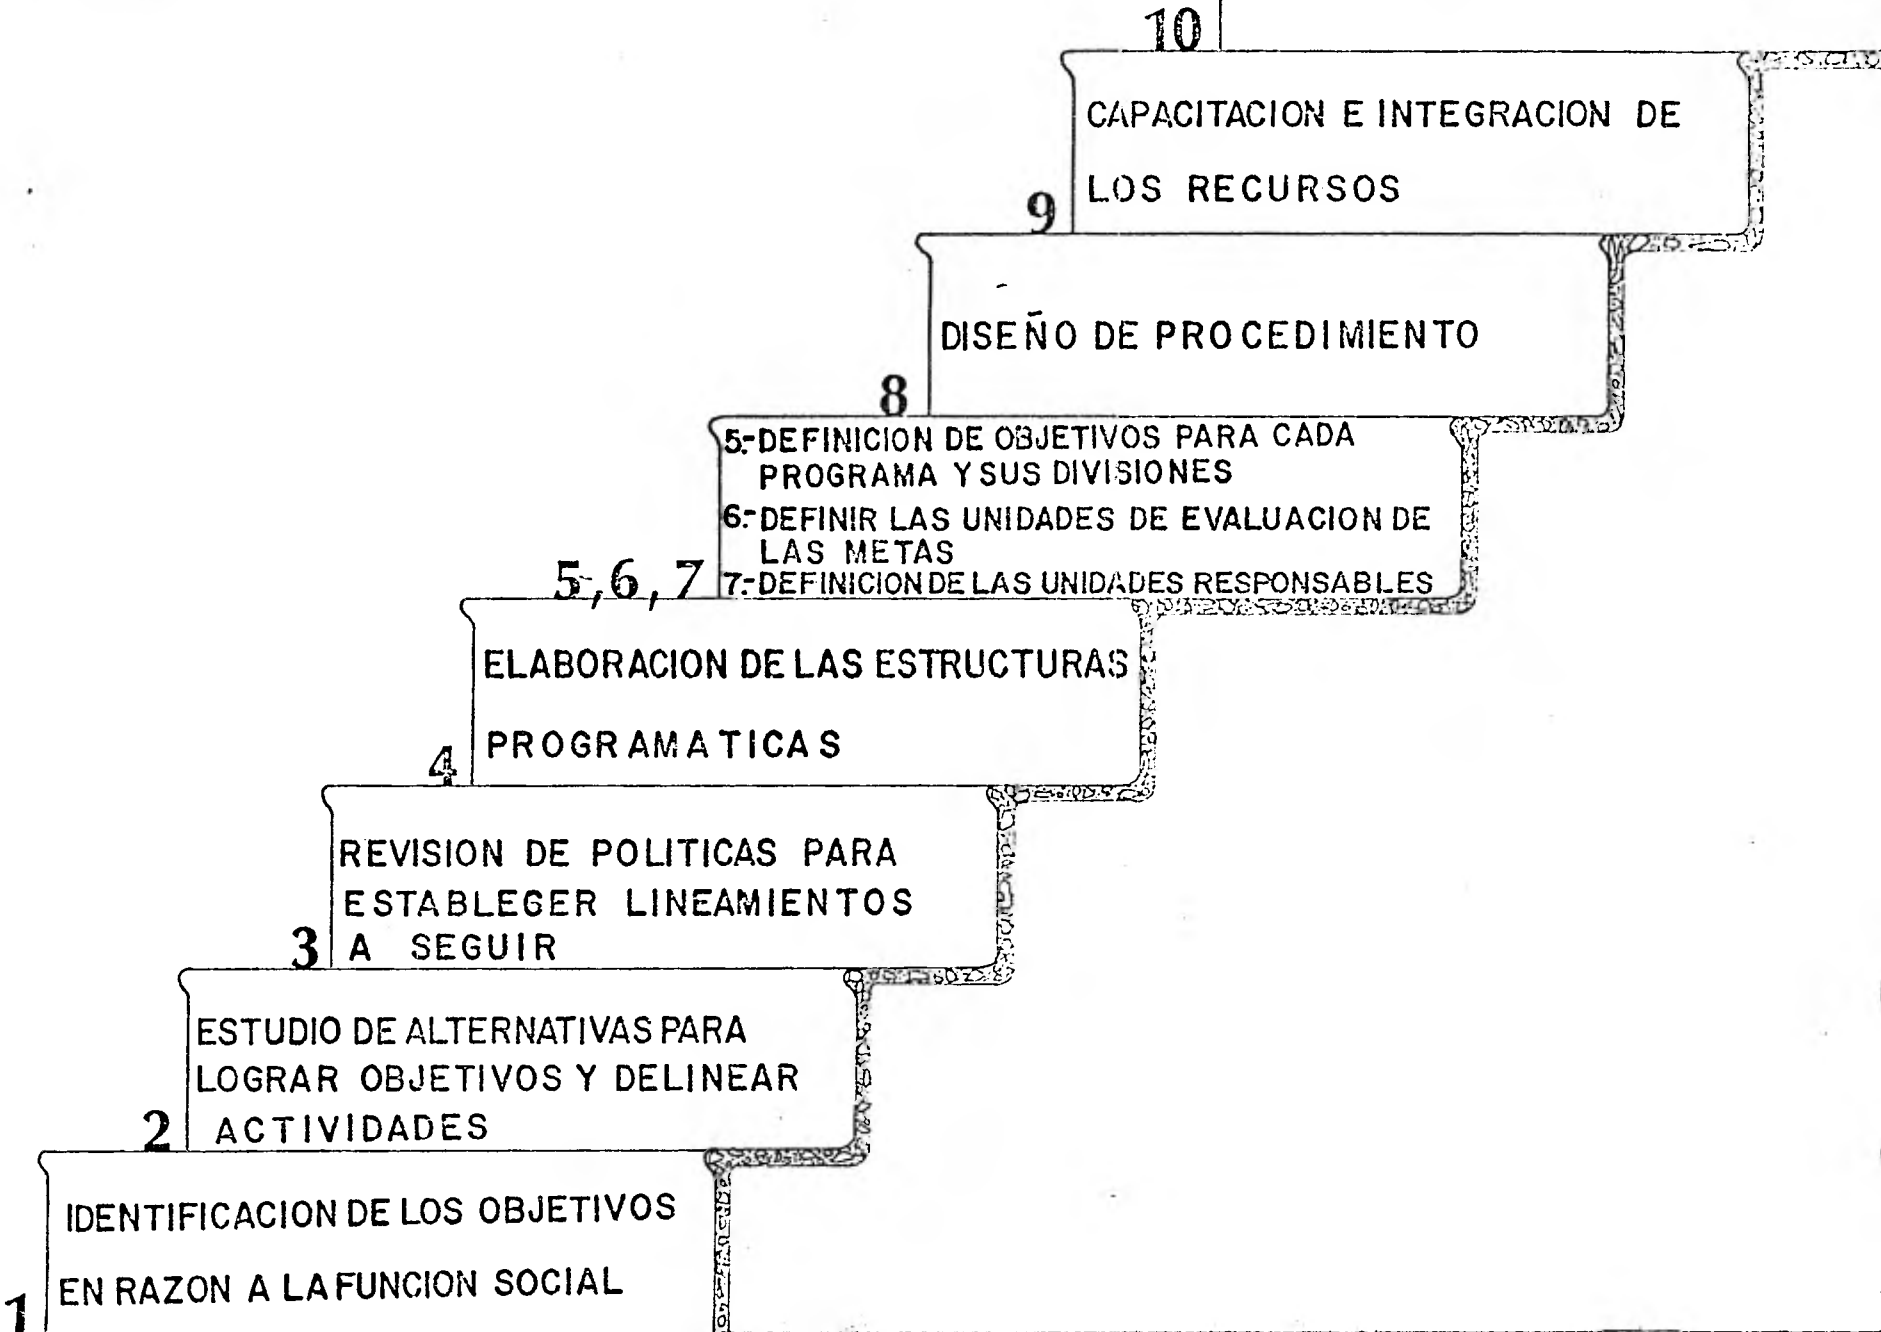 10
CAPACITACION E INTEGRACION DE
LOS RECURSOS
9
DISEÑO DE PROCEDIMIENTO
8
5.-DEFINICION DE OBJETIVOS PARA CADA
PROGRAMA Y SUS DIVISIONES
6.-DEFINIR LAS UNIDADES DE EVALUACION DE
LAS METAS
7.-DEFINICION DE LAS UNIDADES RESPONSABLES
5,6,7
ELABORACION DE LAS ESTRUCTURAS
PROGRAMATICAS
4
REVISION DE POLITICAS PARA
ESTABLEGER LINEAMIENTOS
A SEGUIR
3
ESTUDIO DE ALTERNATIVAS PARA
LOGRAR OBJETIVOS Y DELINEAR
ACTIVIDADES
2
IDENTIFICACION DE LOS OBJETIVOS
EN RAZON A LA FUNCION SOCIAL
1